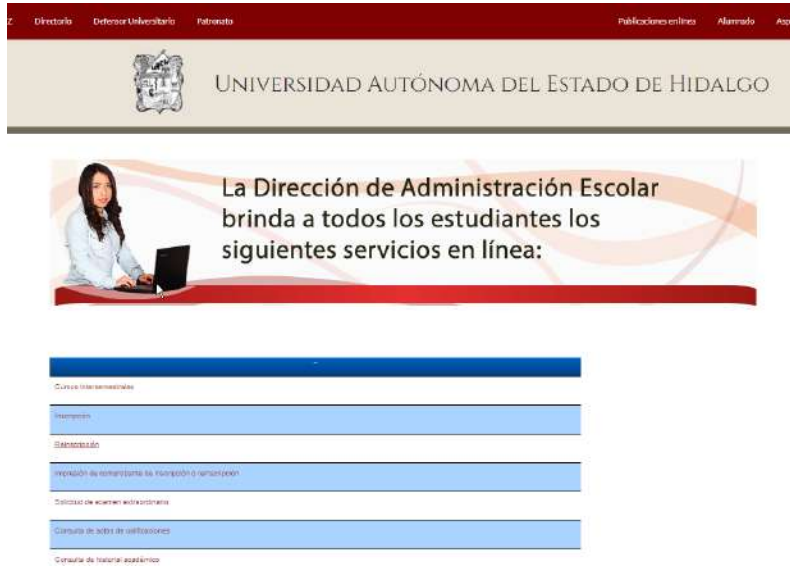 Z Directorio Defensor Universitario Patronato Publicaciones en línea Alumnado Asp
UNIVERSIDAD AUTÓNOMA DEL ESTADO DE HIDALGO
La Dirección de Administración Escolar
brinda a todos los estudiantes los
siguientes servicios en línea:
Cursos intersemestrales
Inscripción
Reinscripción
Impresión de comprobante de inscripción o reinscripción
Solicitud de examen extraordinario
Consulta de actas de calificaciones
Consulta de historial académico